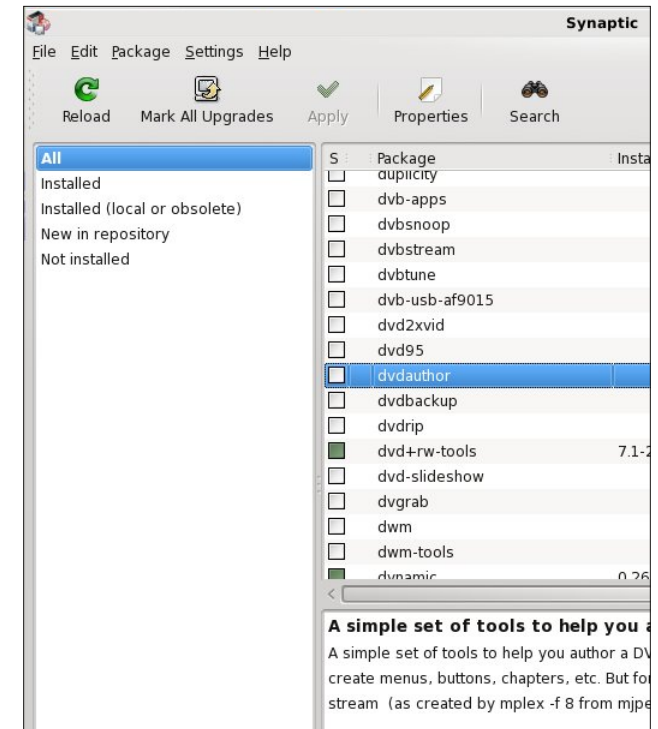 Synaptic
File Edit Package Settings Help
Reload Mark All Upgrades Apply Properties Search
All
Installed
Installed (local or obsolete)
New in repository
Not installed
S Package Insta
duplicity
dvb-apps
dvbsnoop
dvbstream
dvbtune
dvb-usb-af9015
dvd2xvid
dvd95
dvdauthor
dvdbackup
dvdrip
dvd+rw-tools 7.1-2
dvd-slideshow
dvgrab
dwm
dwm-tools
dynamic 0.26
A simple set of tools to help you a
A simple set of tools to help you author a DV
create menus, buttons, chapters, etc. But for
stream (as created by mplex -f 8 from mjpe